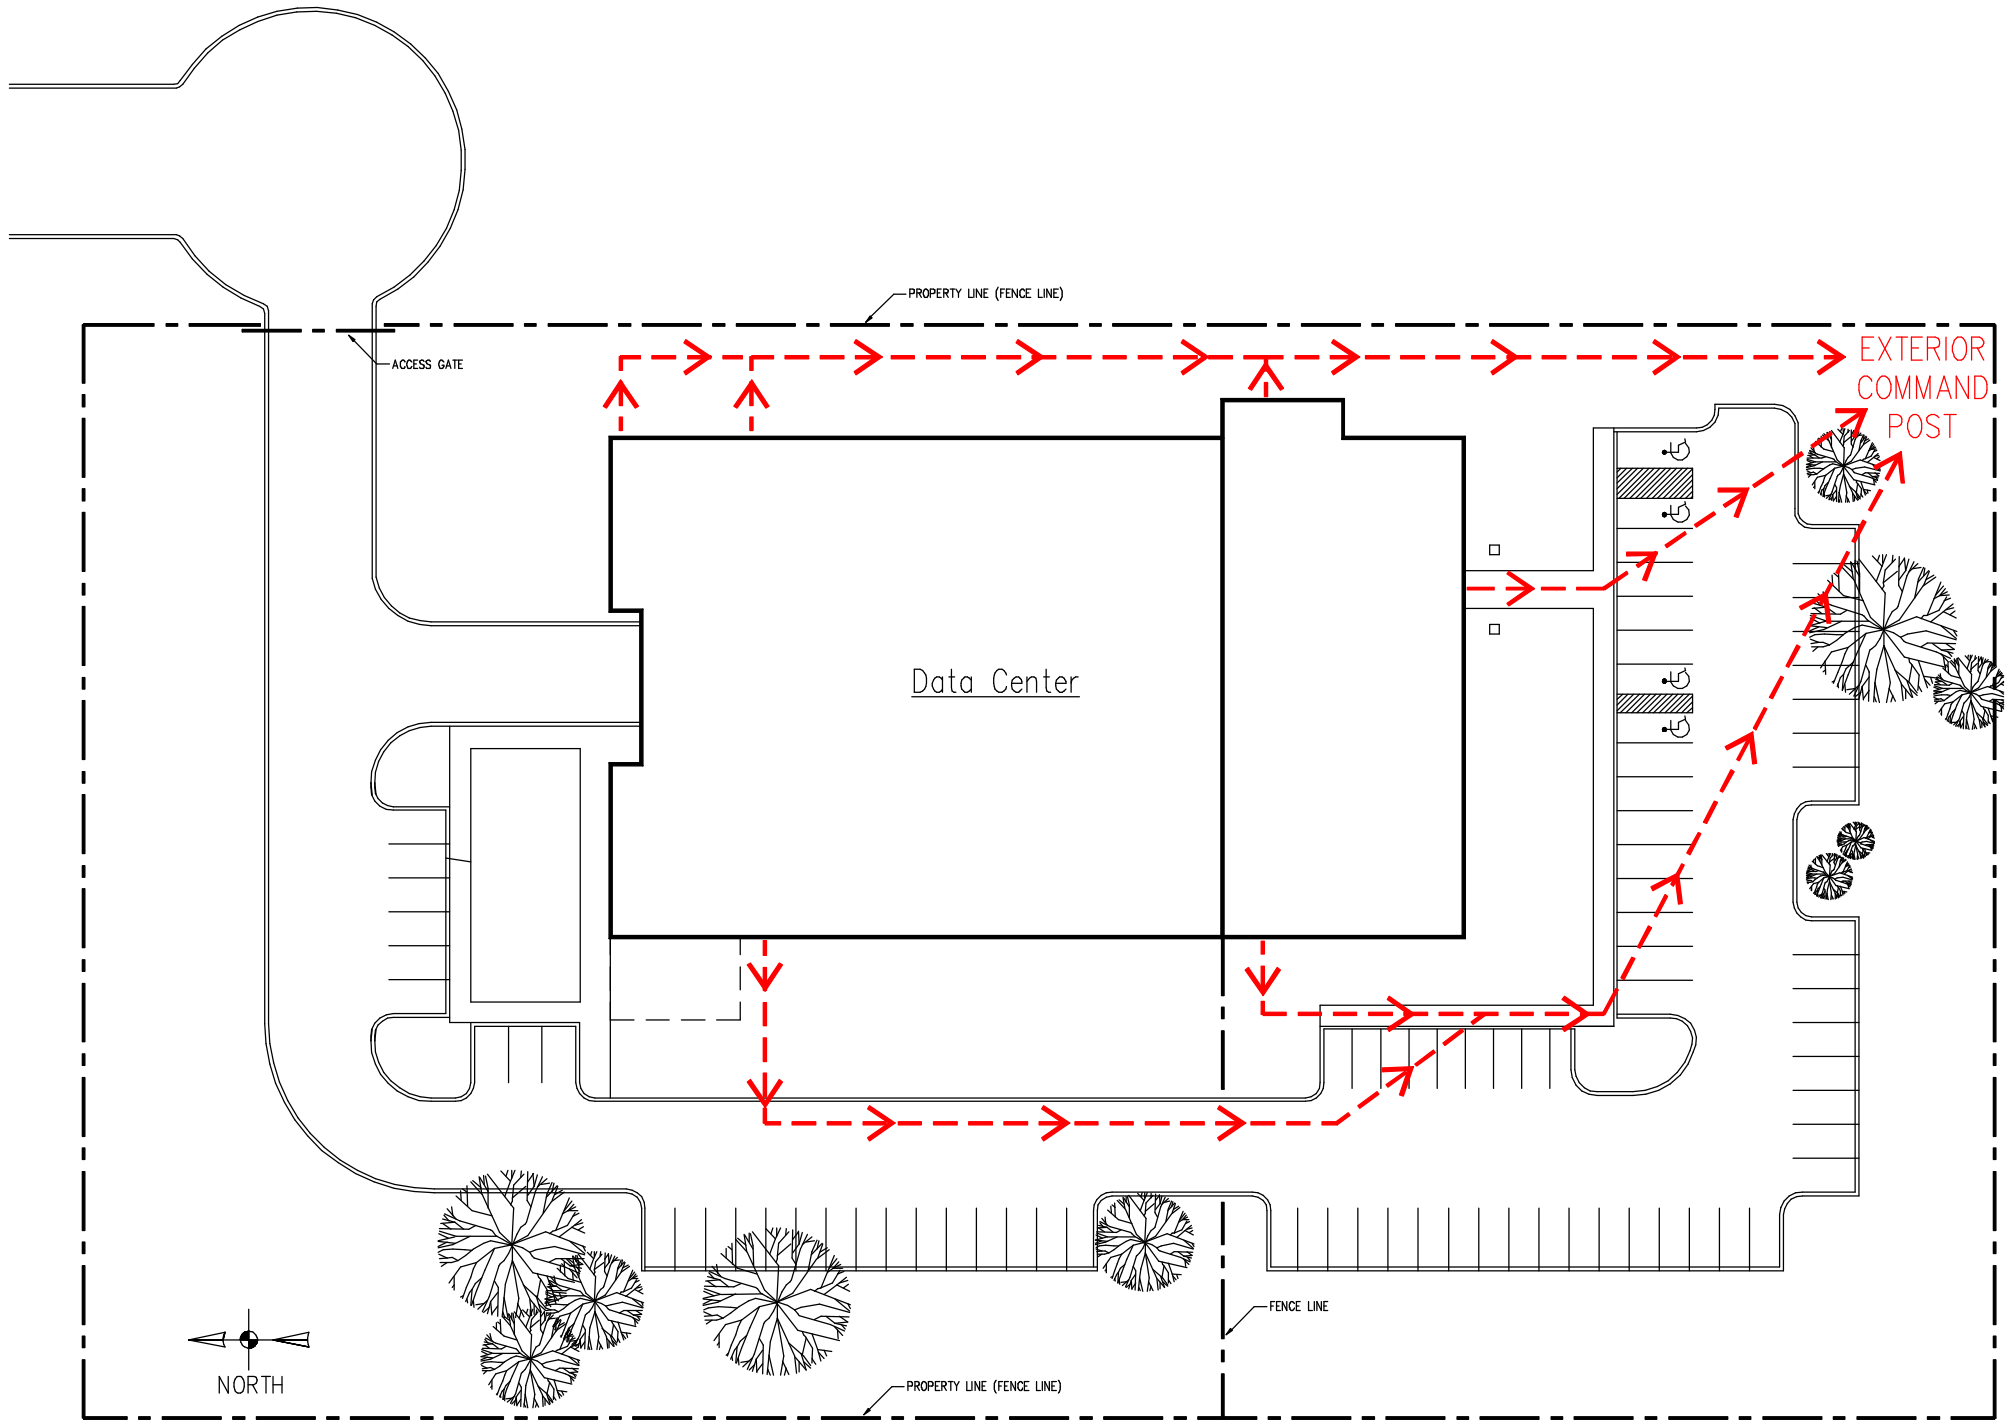 PROPERTY LINE (FENCE LINE)
ACCESS GATE
EXTERIOR
COMMAND
POST
Data Center
FENCE LINE
NORTH
PROPERTY LINE (FENCE LINE)